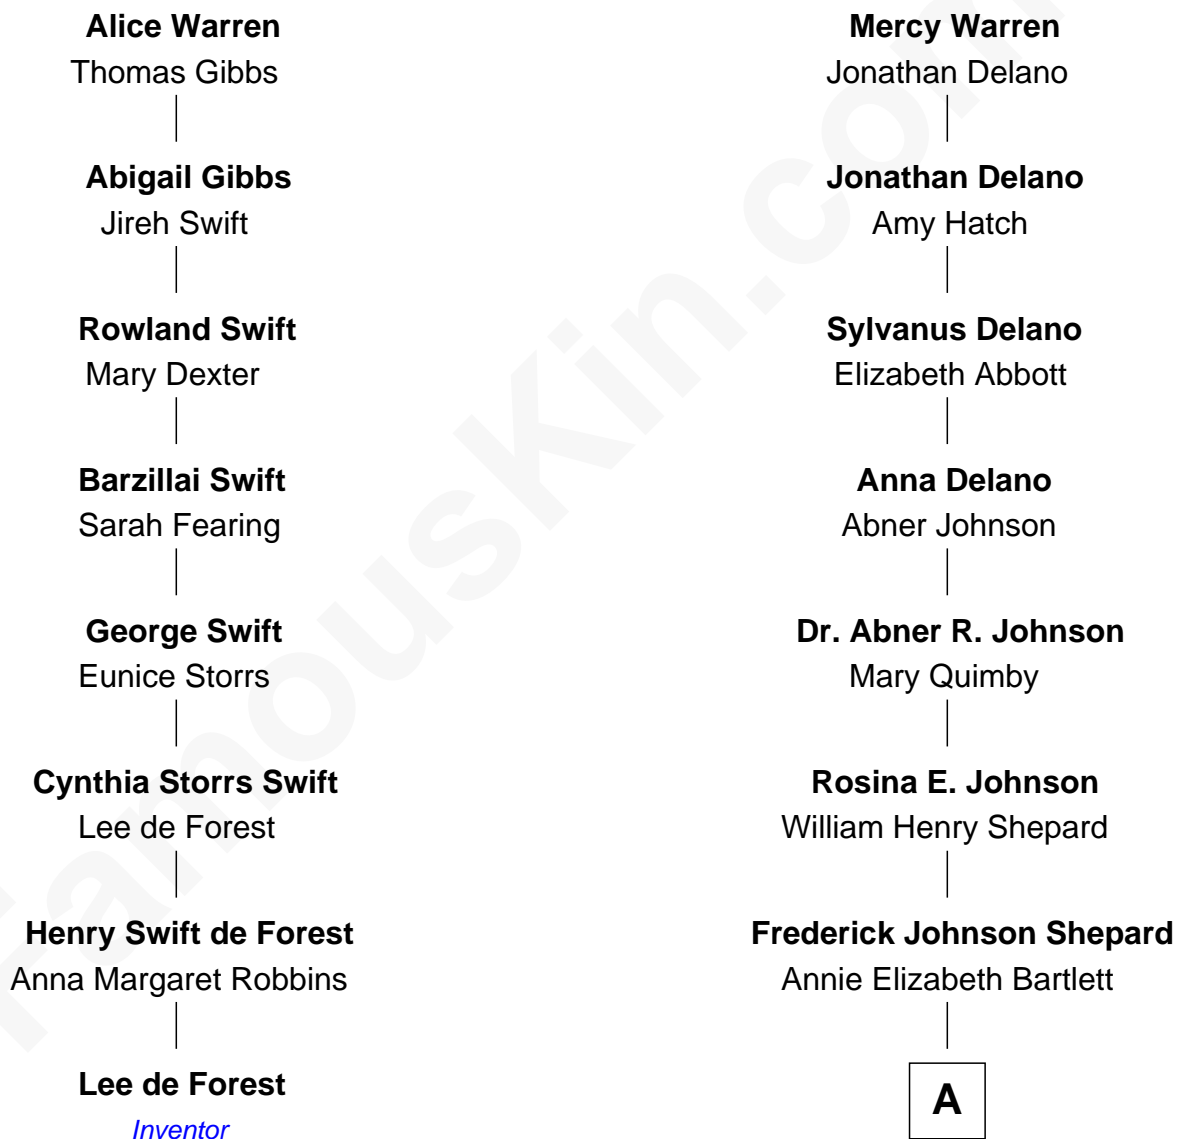 Alice Warren
Thomas Gibbs
Abigail Gibbs
Jireh Swift
Rowland Swift
Mary Dexter
Barzillai Swift
Sarah Fearing
George Swift
Eunice Storrs
Cynthia Storrs Swift
Lee de Forest
Henry Swift de Forest
Anna Margaret Robbins
Lee de Forest
Inventor
Mercy Warren
Jonathan Delano
Jonathan Delano
Amy Hatch
Sylvanus Delano
Elizabeth Abbott
Anna Delano
Abner Johnson
Dr. Abner R. Johnson
Mary Quimby
Rosina E. Johnson
William Henry Shepard
Frederick Johnson Shepard
Annie Elizabeth Bartlett
A
FamousKin.com